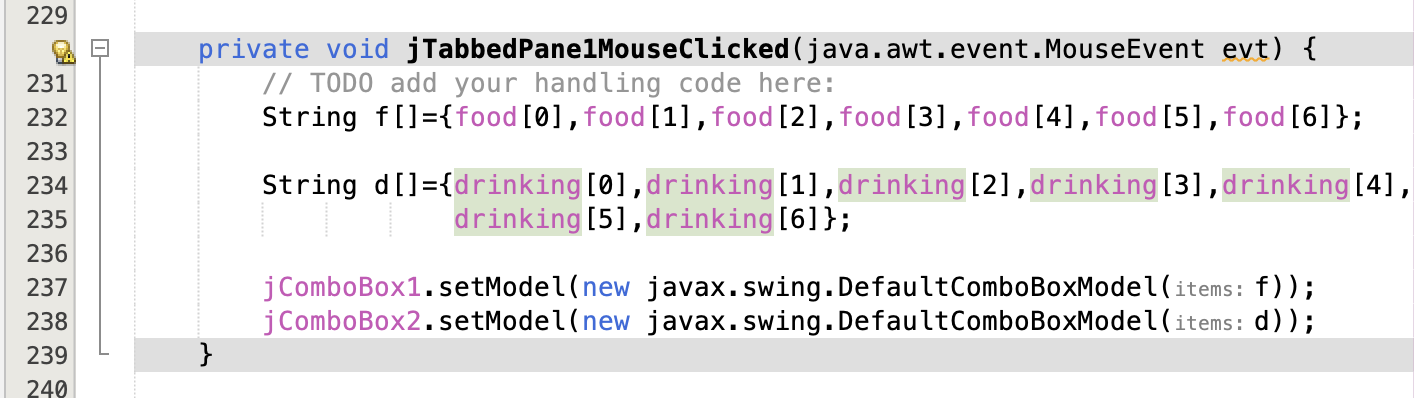 229
private void jTabbedPane1MouseClicked(java.awt.event.MouseEvent evt) {
231 // TODO add your handling code here:
232 String f[]={food[0],food[1],food[2],food[3],food[4],food[5],food[6]};
233
234 String d[]={drinking[0],drinking[1],drinking[2],drinking[3],drinking[4],
235 drinking[5],drinking[6]};
236
237 jComboBox1.setModel(new javax.swing.DefaultComboBoxModel(items: f));
238 jComboBox2.setModel(new javax.swing.DefaultComboBoxModel(items: d));
239 }
240